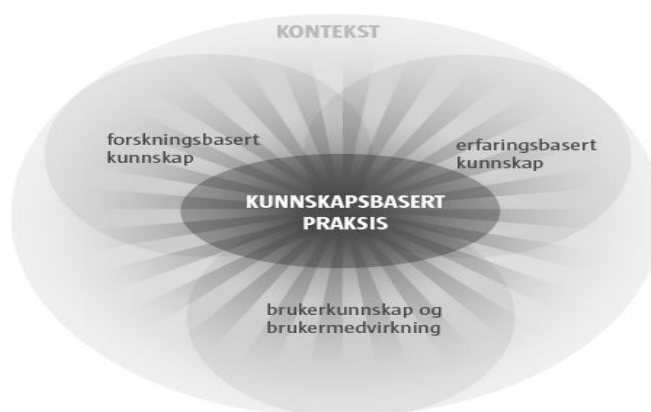 KONTEKST
forskningsbasert
kunnskap
erfaringsbasert
kunnskap
KUNNSKAPSBASERT
PRAKSIS
brukerkunnskap og
brukermedvirkning